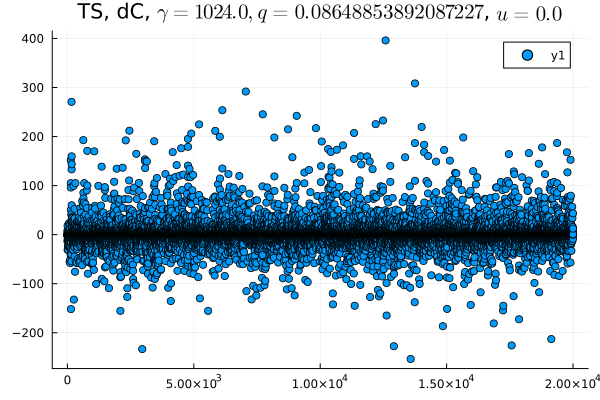 TS, dC, γ = 1024.0, q = 0.08648853892087227, u = 0.0
y1
400
300
200
100
0
−100
−200
0 5.00×10³ 1.00×10⁴ 1.50×10⁴ 2.00×10⁴